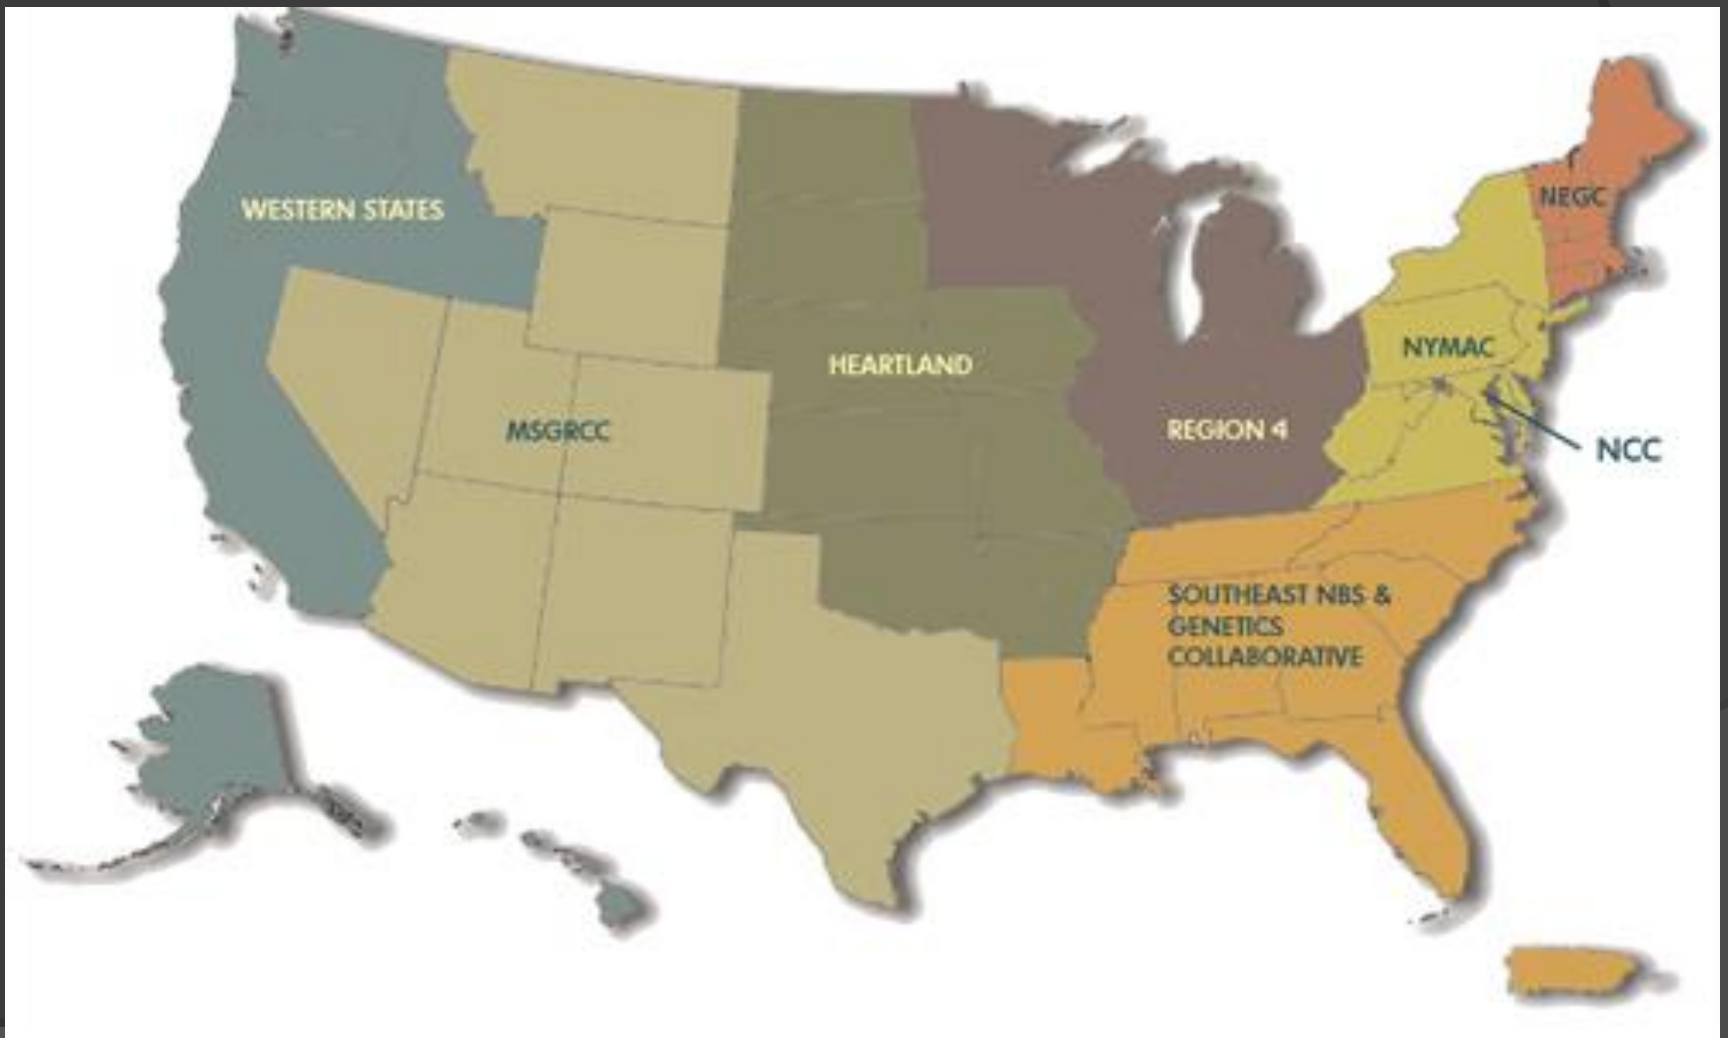 WESTERN STATES
NEGC
NYMAC
HEARTLAND
MSGRCC
REGION 4
NCC
SOUTHEAST NBS &
GENETICS
COLLABORATIVE